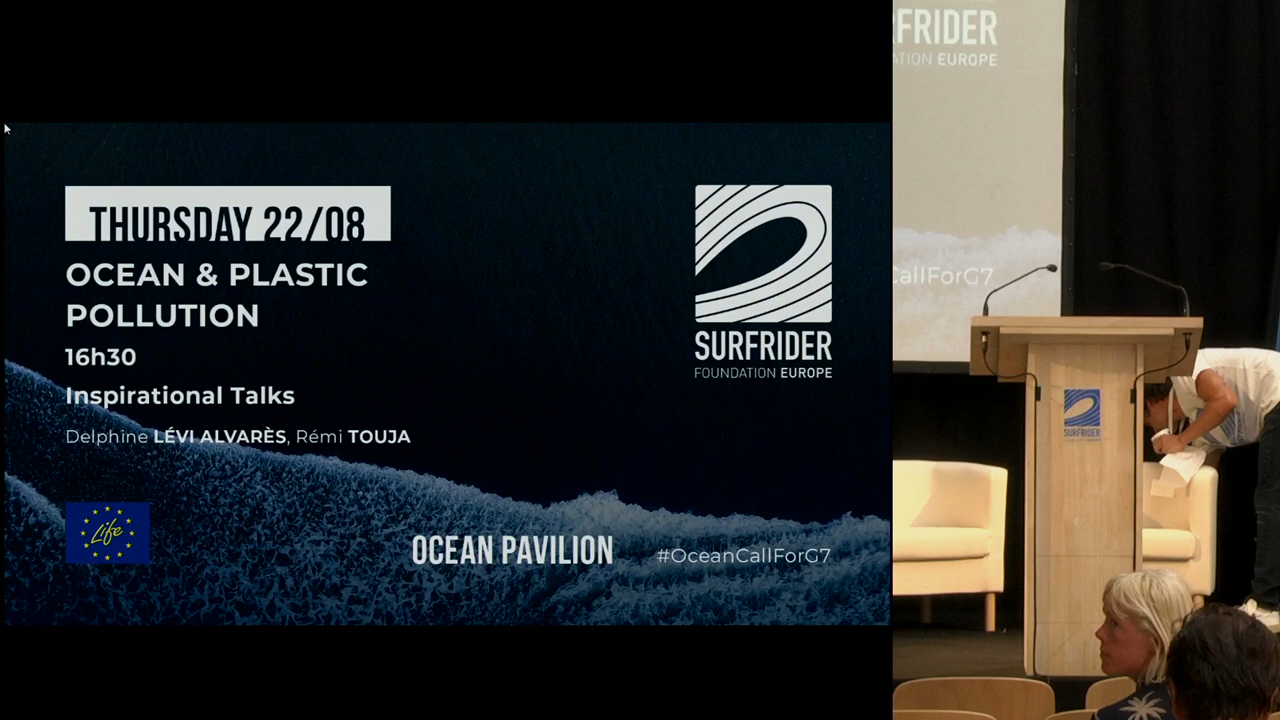 THURSDAY 22/08
OCEAN & PLASTIC
POLLUTION
16h30
Inspirational Talks
Delphine LÉVI ALVARÈS, Rémi TOUJA
Life
OCEAN PAVILION
#OceanCallForG7
SURFRIDER
FOUNDATION EUROPE
RFRIDER
ATION EUROPE
CallForG7
SURFRIDER